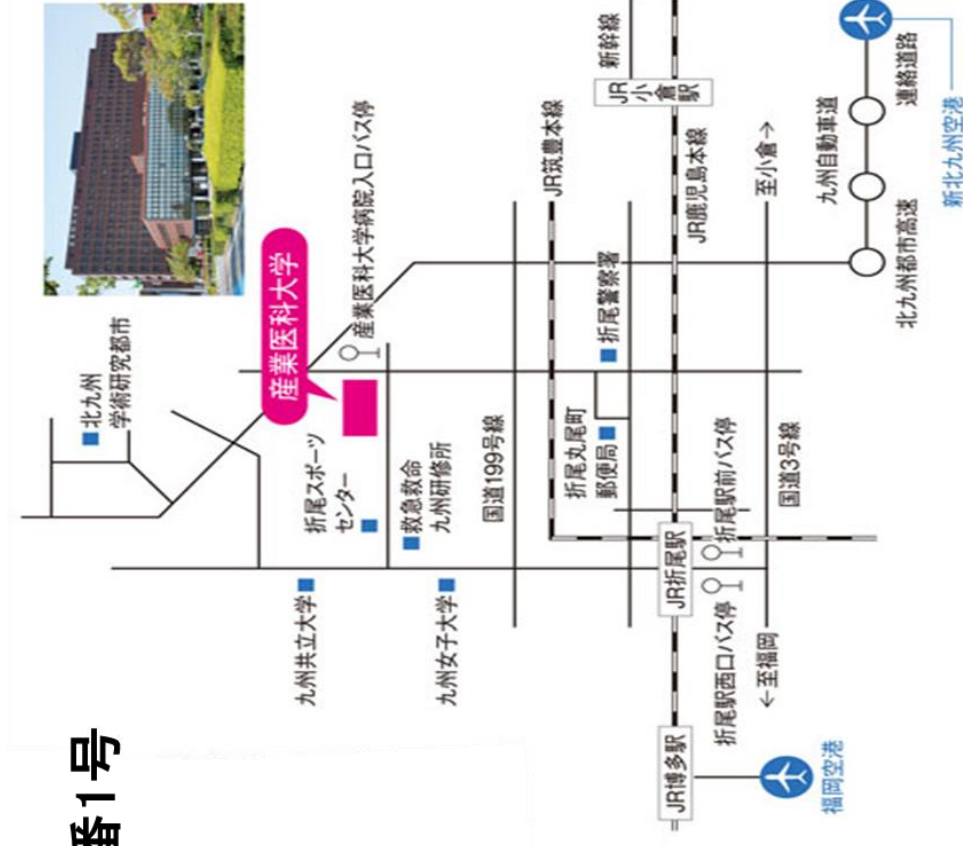 番1号
北九州
学術研究都市
産業医科大学
産業医科大学病院入口バス停
折尾スポーツ
センター
救急救命
九州研修所
九州共立大学
九州女子大学
国道199号線
JR筑豊本線
折尾丸尾町
郵便局
折尾警察署
新幹線
JR
小倉
駅
JR鹿児島本線
JR折尾駅
JR博多駅
折尾駅前バス停
折尾駅西口バス停
国道3号線
至小倉→
←至福岡
福岡空港
九州自動車道
北九州都市高速
連絡道路
新北九州空港